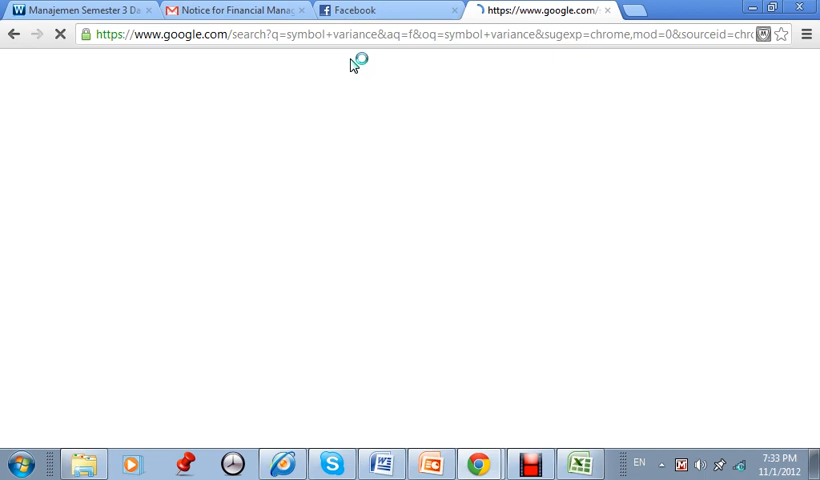 Manajemen Semester 3 Da
Notice for Financial Manag
Facebook
https://www.google.com/
https://www.google.com/search?q=symbol+variance&aq=f&oq=symbol+variance&sugexp=chrome,mod=0&sourceid=chr
EN
7:33 PM
11/1/2012